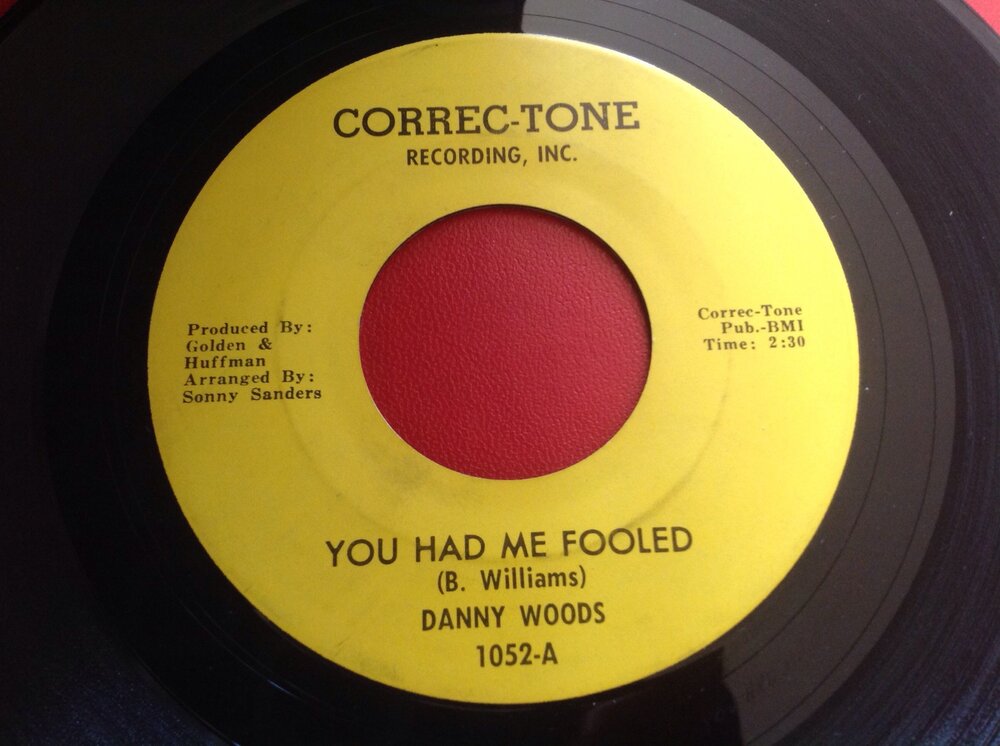 CORREC-TONE
RECORDING, INC.
Produced By:
Golden &
Huffman
Arranged By:
Sonny Sanders
Correc-Tone
Pub.-BMI
Time: 2:30
YOU HAD ME FOOLED
(B. Williams)
DANNY WOODS
1052-A